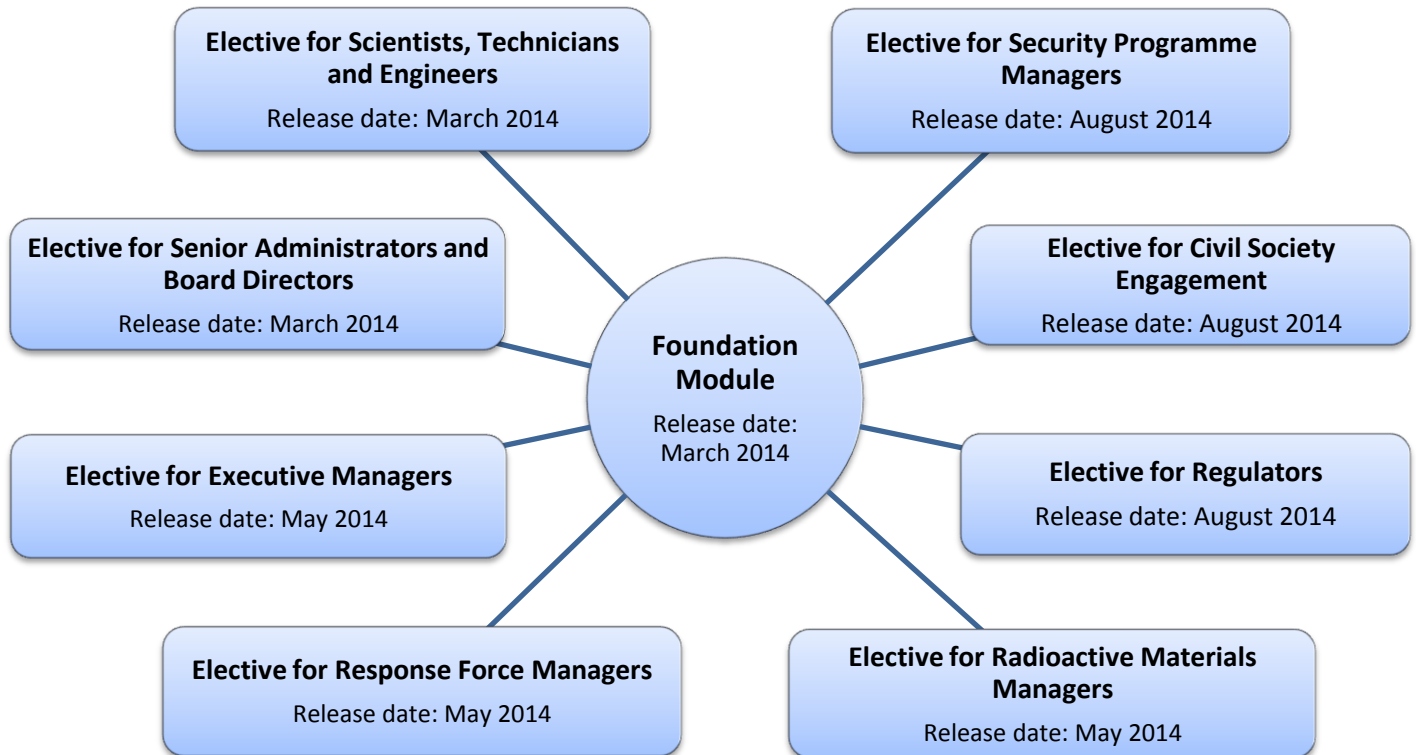 Elective for Scientists, Technicians
and Engineers
Release date: March 2014
Elective for Security Programme
Managers
Release date: August 2014
Elective for Senior Administrators and
Board Directors
Release date: March 2014
Elective for Civil Society
Engagement
Release date: August 2014
Foundation
Module
Release date:
March 2014
Elective for Executive Managers
Release date: May 2014
Elective for Regulators
Release date: August 2014
Elective for Response Force Managers
Release date: May 2014
Elective for Radioactive Materials
Managers
Release date: May 2014